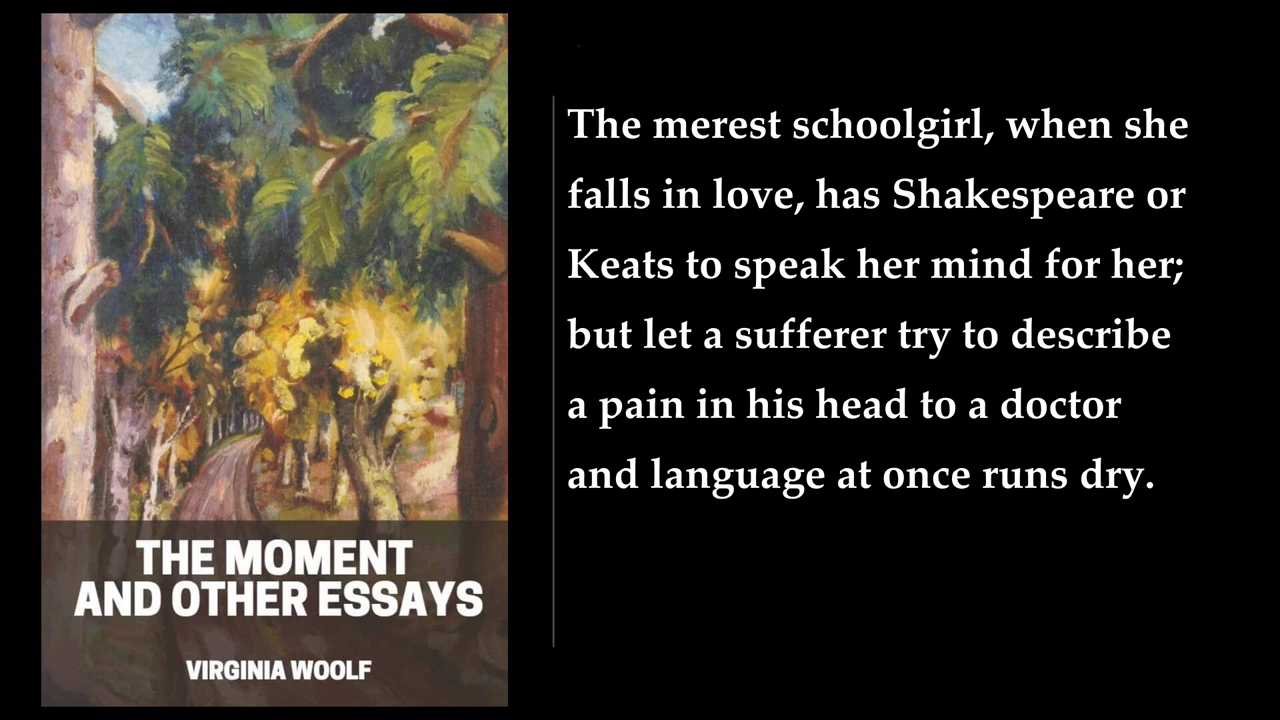 THE MOMENT
AND OTHER ESSAYS
VIRGINIA WOOLF
The merest schoolgirl, when she
falls in love, has Shakespeare or
Keats to speak her mind for her;
but let a sufferer try to describe
a pain in his head to a doctor
and language at once runs dry.